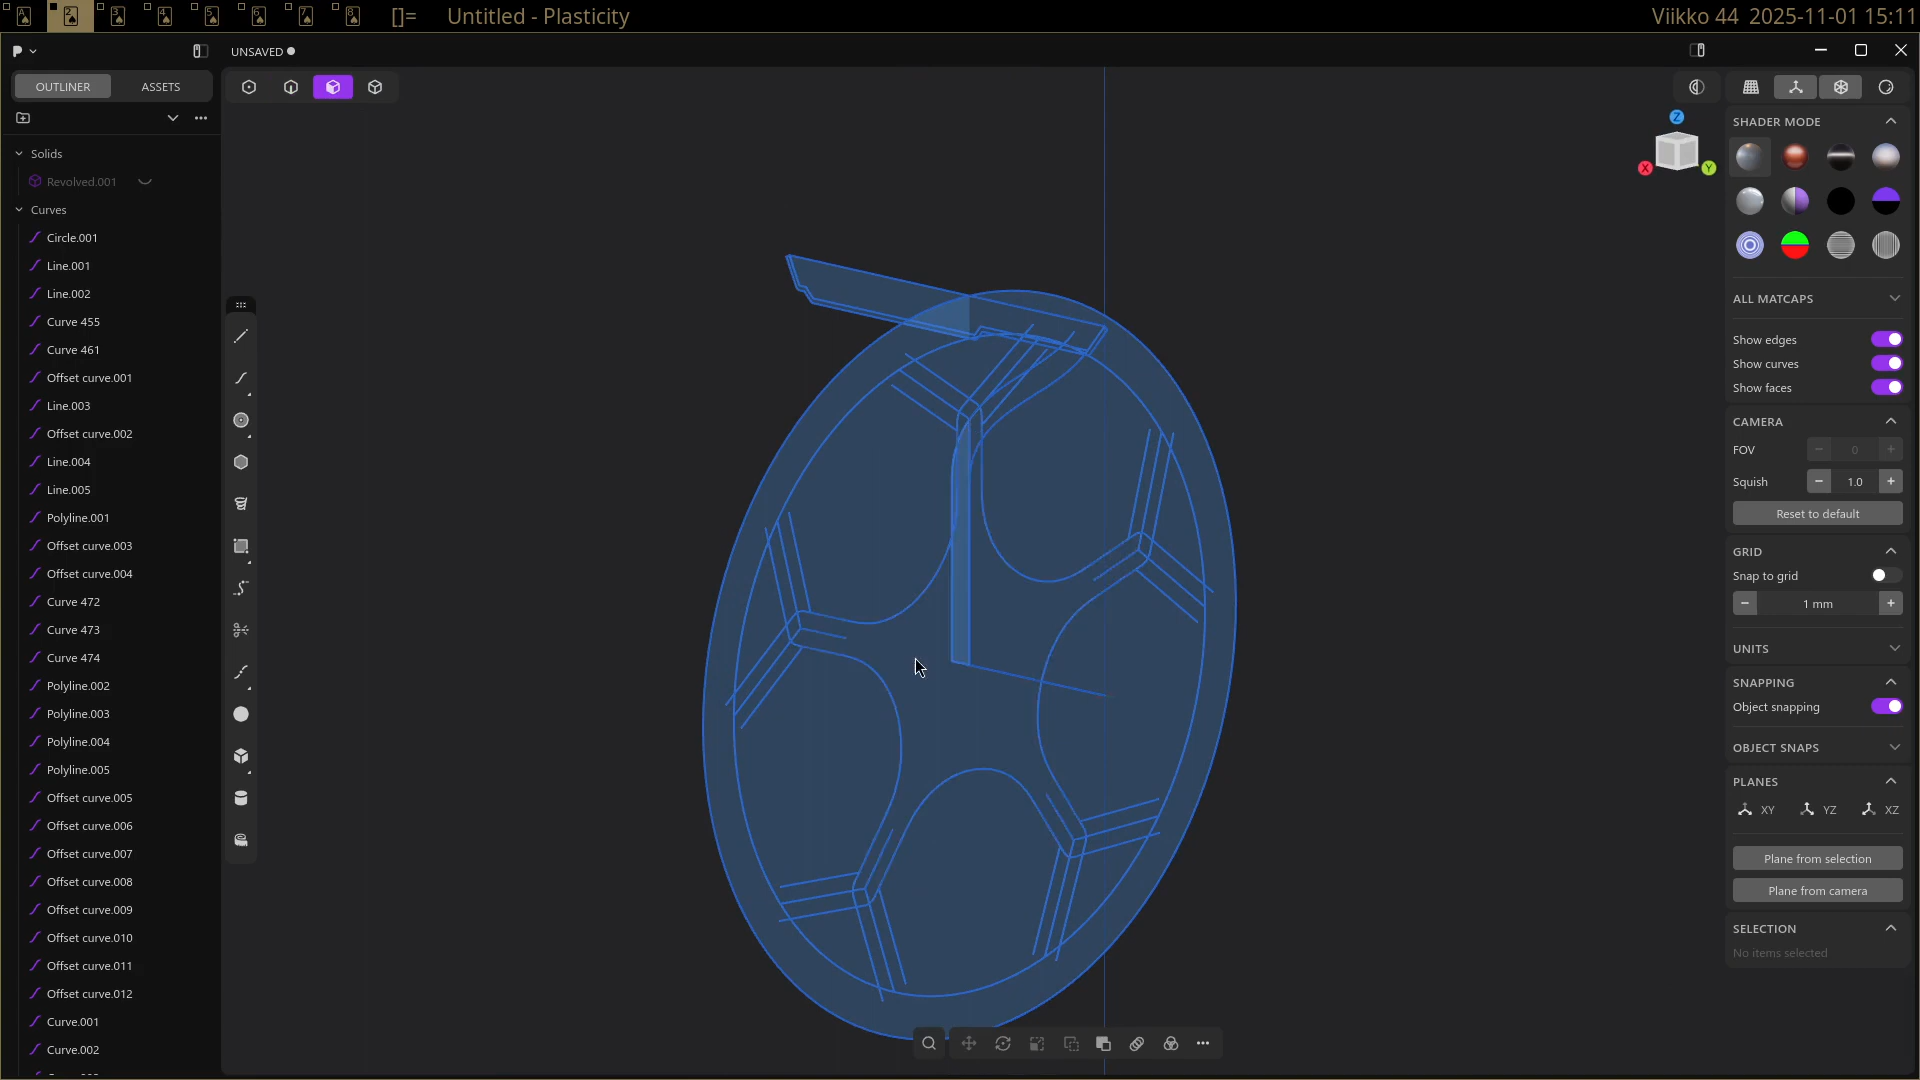 A 2 3 4 5 6 7 8 []= Untitled - Plasticity Viikko 44 2025-11-01 15:11
P UNSAVED
OUTLINER ASSETS
Solids
Revolved.001
Curves
Circle.001
Line.001
Line.002
Curve 455
Curve 461
Offset curve.001
Line.003
Offset curve.002
Line.004
Line.005
Polyline.001
Offset curve.003
Offset curve.004
Curve 472
Curve 473
Curve 474
Polyline.002
Polyline.003
Polyline.004
Polyline.005
Offset curve.005
Offset curve.006
Offset curve.007
Offset curve.008
Offset curve.009
Offset curve.010
Offset curve.011
Offset curve.012
Curve.001
Curve.002
Z
X
Y
SHADER MODE
ALL MATCAPS
Show edges
Show curves
Show faces
CAMERA
FOV − 0 +
Squish − 1.0 +
Reset to default
GRID
Snap to grid
− 1 mm +
UNITS
SNAPPING
Object snapping
OBJECT SNAPS
PLANES
XY YZ XZ
Plane from selection
Plane from camera
SELECTION
No items selected